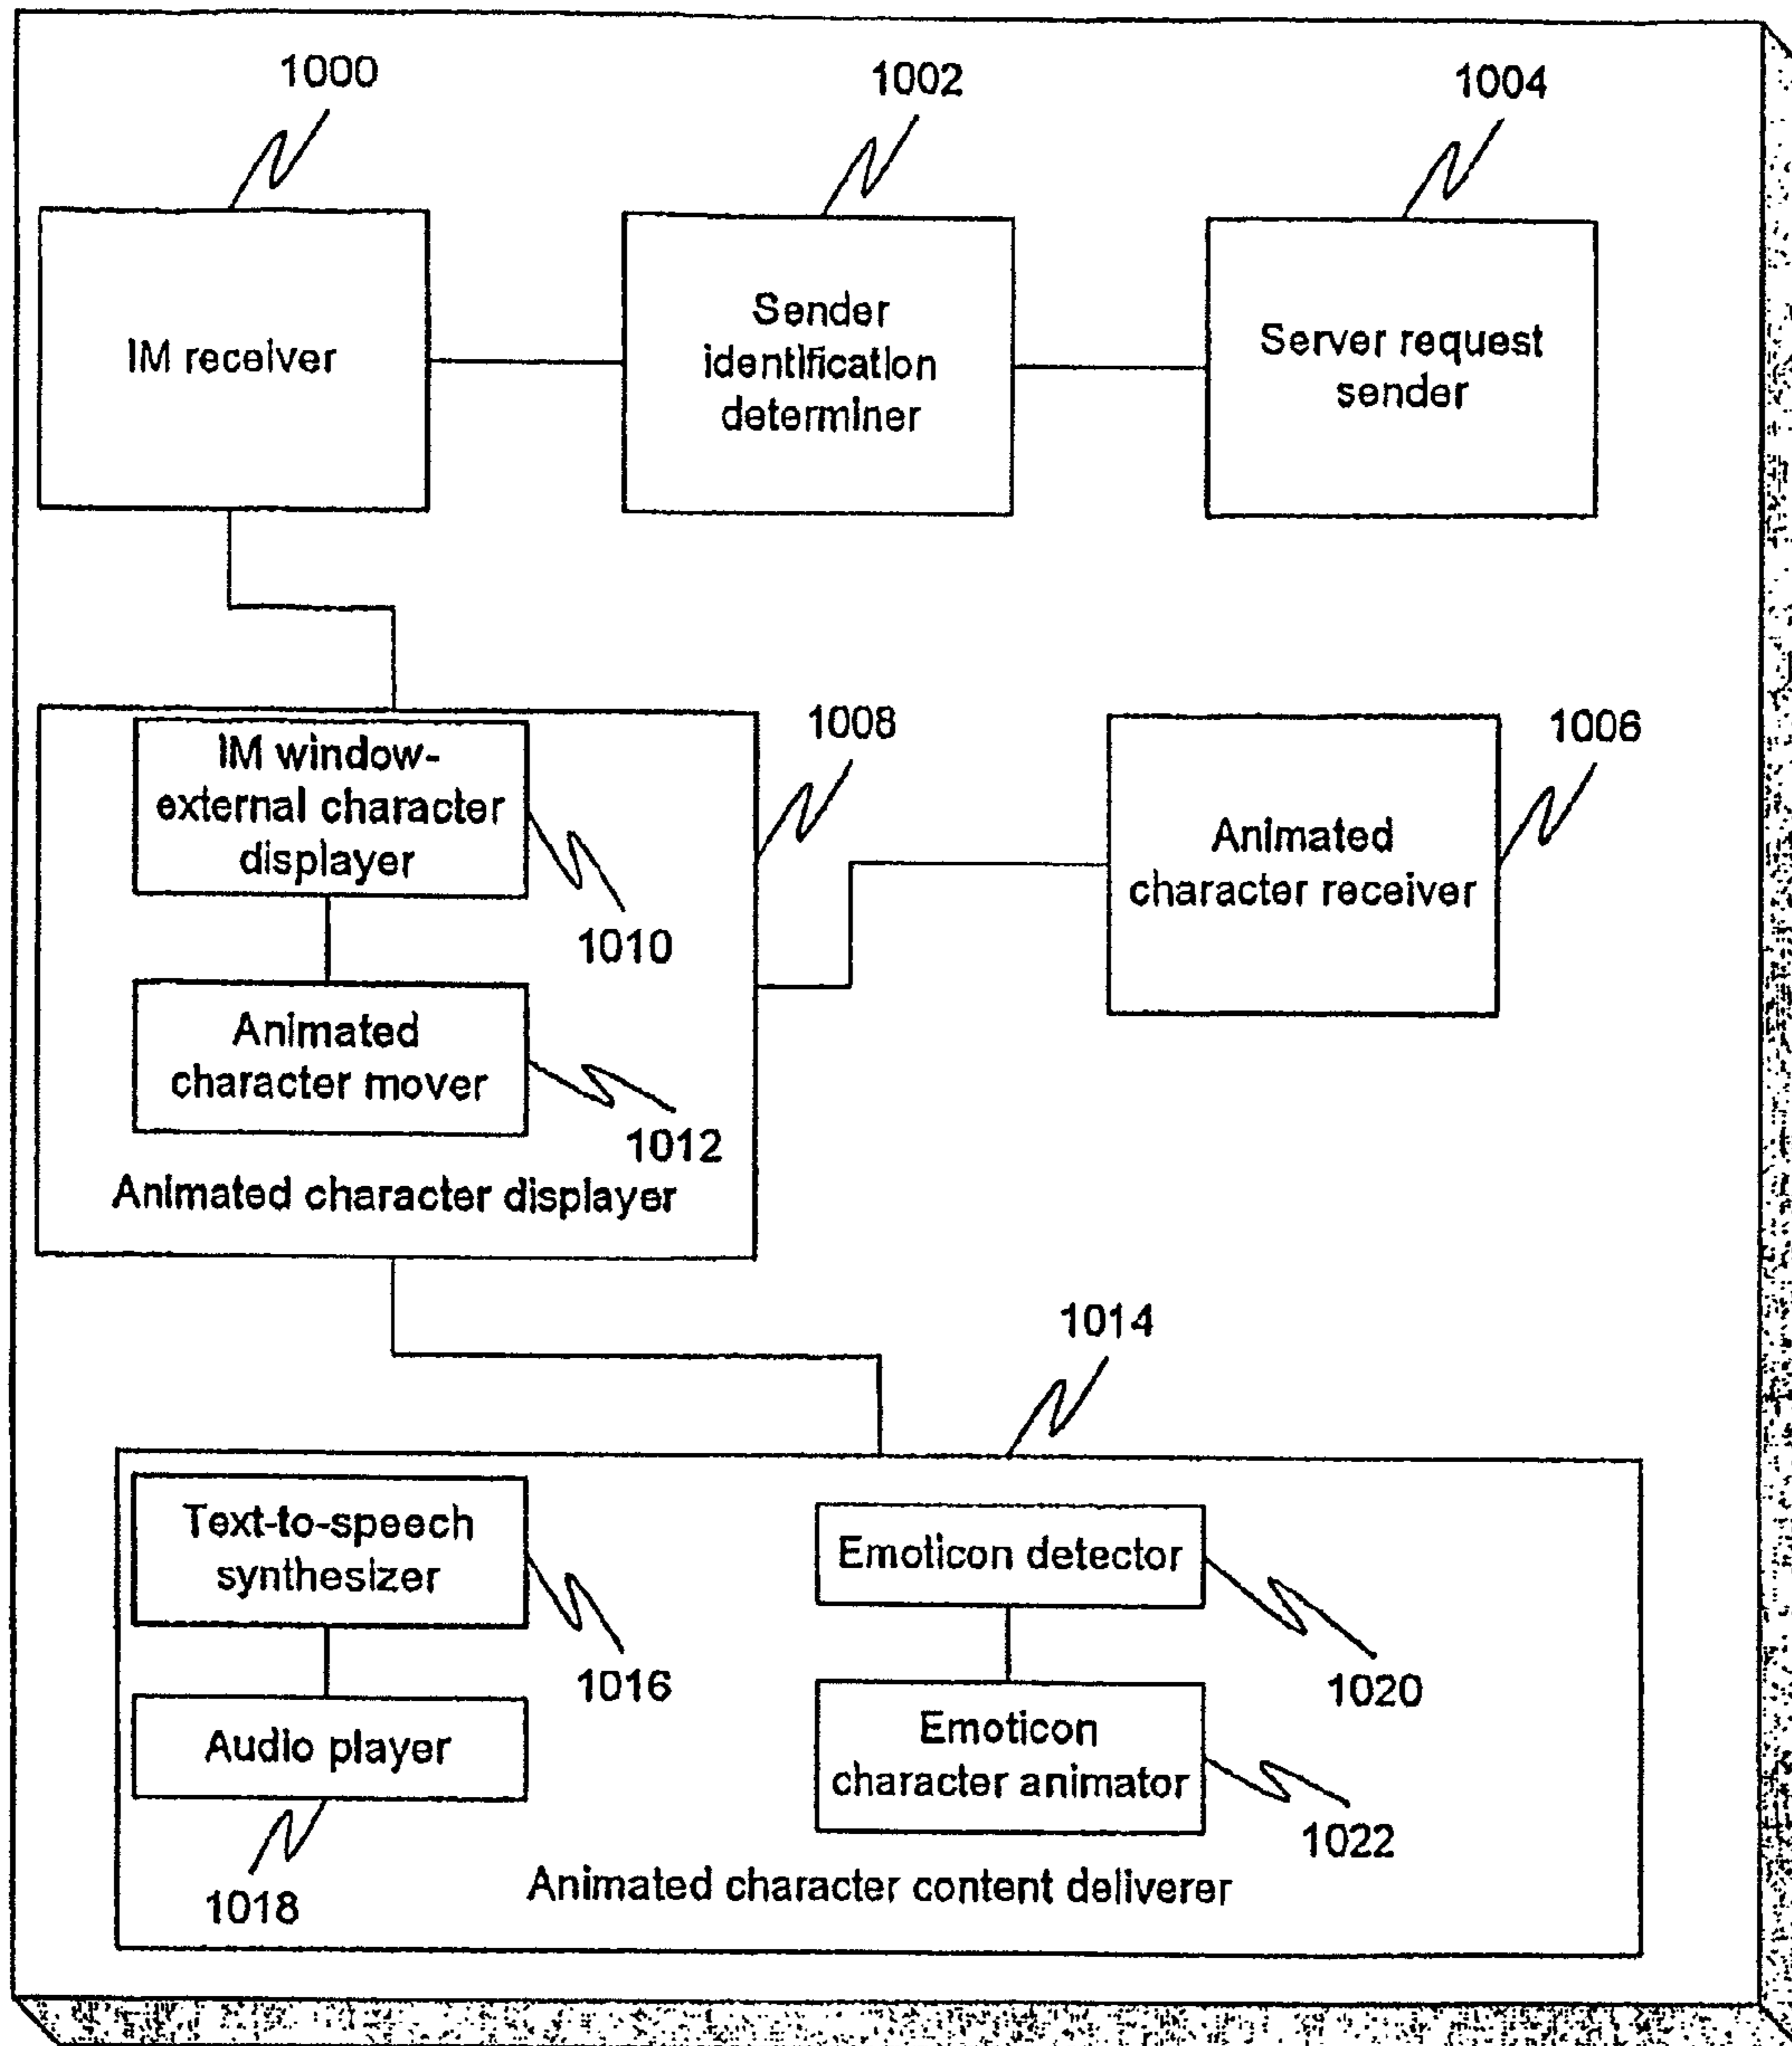 1000
1002
1004
IM receiver
Sender
identification
determiner
Server request
sender
1008
1006
IM window-
external character
displayer
1010
Animated
character receiver
Animated
character mover
1012
Animated character displayer
1014
Text-to-speech
synthesizer
1016
Emoticon detector
1020
Audio player
1018
Emoticon
character animator
1022
Animated character content deliverer